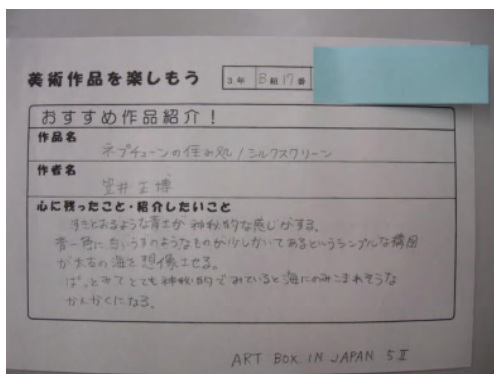 美術作品を楽しもう 3年 B組 17番
おすすめ作品紹介！
作品名
ネプチューンの住み処/シルクスクリーン
作者名
笠井正博
心に残ったこと・紹介したいこと
すきとおるような青さが神秘的な感じがする。
青一色に白いうずのようなものが少しかいてあるというシンプルな構図
が太古の海を想像させる。
ぱっとみてとても神秘的でみていると海にのみこまれそうな
かんかくになる。
ART BOX IN JAPAN 5 II